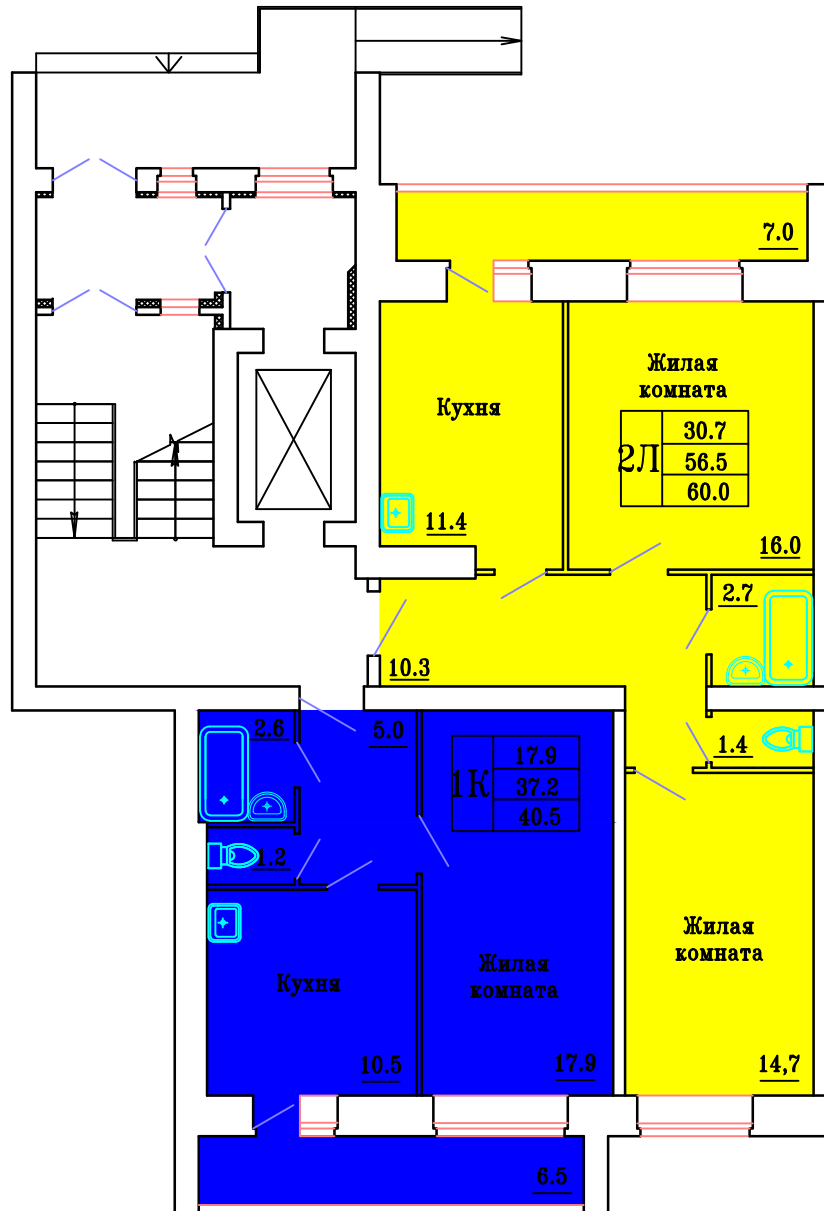 7.0
Жилая
комната
Кухня
2Л
30.7
56.5
60.0
11.4
16.0
2.7
10.3
2.6
5.0
1.4
1К
17.9
37.2
40.5
1.2
Жилая
комната
Кухня
Жилая
комната
10.5
17.9
14,7
6.5